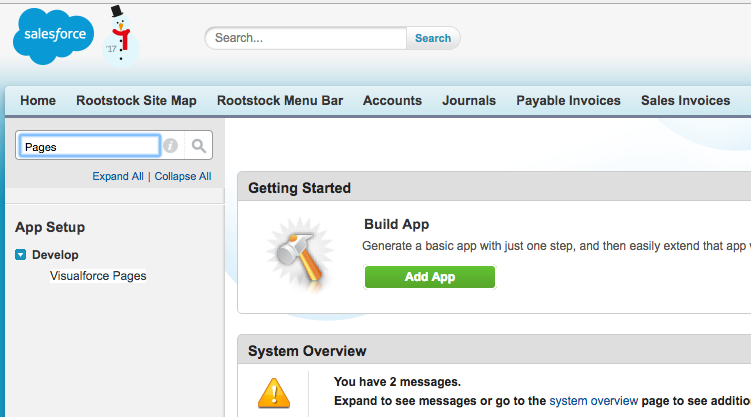 salesforce
'17
Search...
Search
Home Rootstock Site Map Rootstock Menu Bar Accounts Journals Payable Invoices Sales Invoices
Pages
Expand All | Collapse All
App Setup
Develop
Visualforce Pages
Getting Started
Build App
Generate a basic app with just one step, and then easily extend that app
Add App
System Overview
You have 2 messages.
Expand to see messages or go to the system overview page to see additio